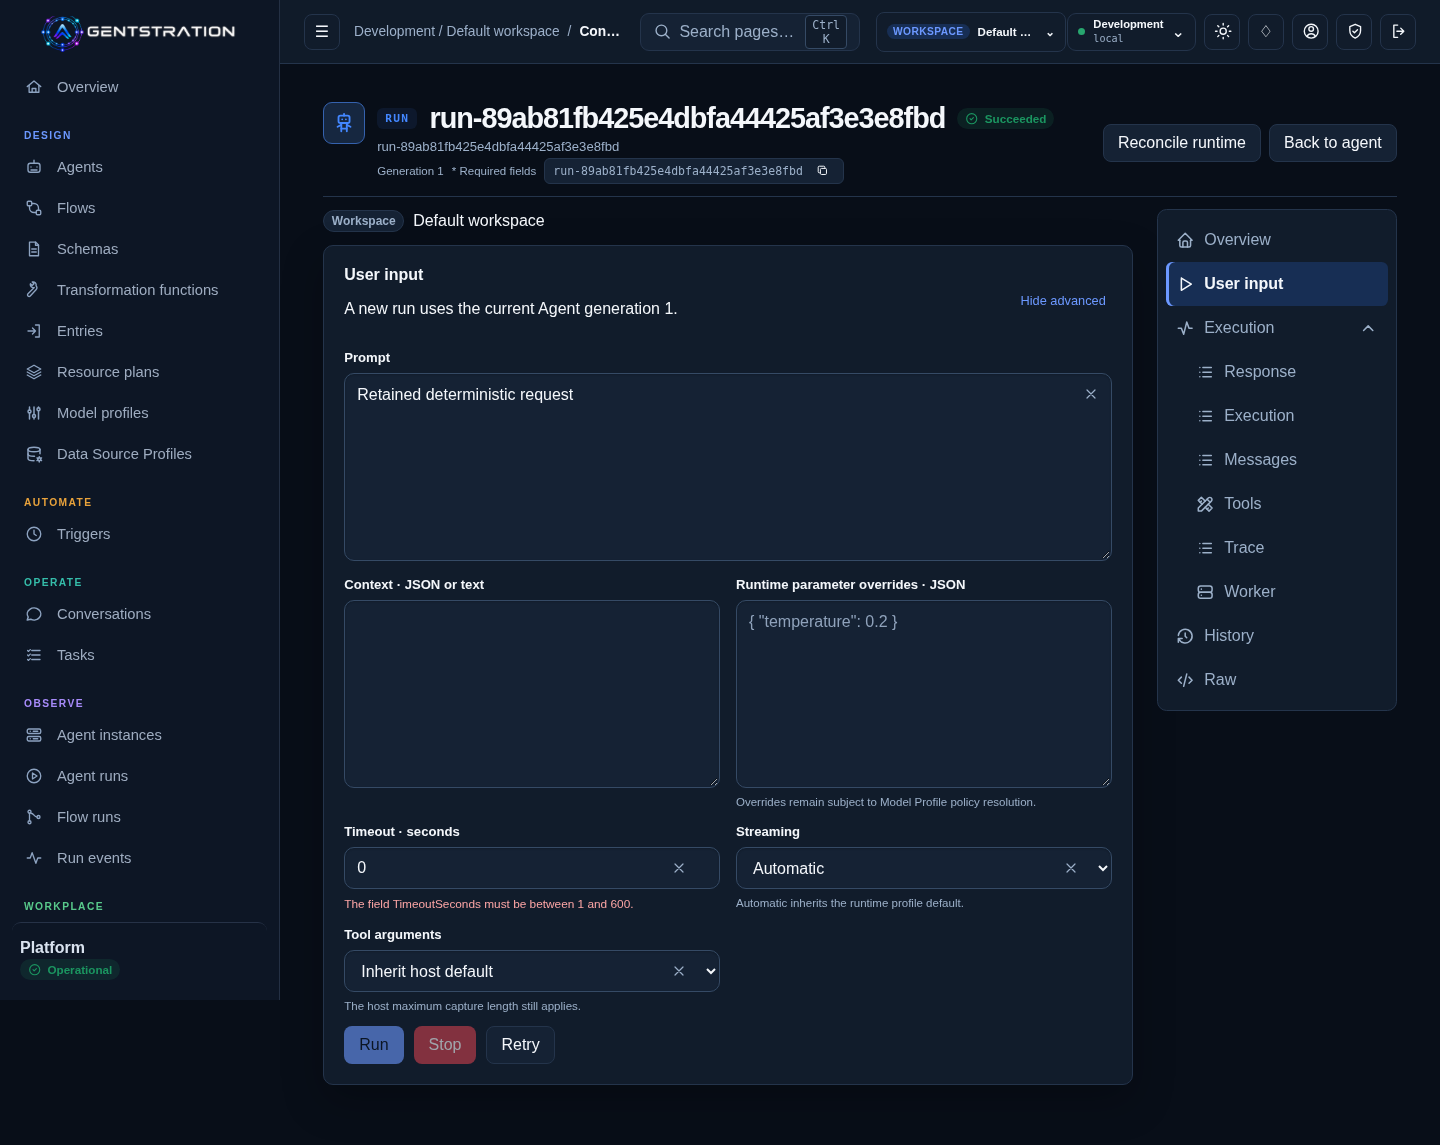 GENTSTRATION
Overview
DESIGN
Agents
Flows
Schemas
Transformation functions
Entries
Resource plans
Model profiles
Data Source Profiles
AUTOMATE
Triggers
OPERATE
Conversations
Tasks
OBSERVE
Agent instances
Agent runs
Flow runs
Run events
WORKPLACE
Platform
Operational
Development / Default workspace / Con…
Search pages…
Ctrl K
WORKSPACE Default …
Development
local
RUN run-89ab81fb425e4dbfa44425af3e3e8fbd Succeeded
run-89ab81fb425e4dbfa44425af3e3e8fbd
Generation 1 * Required fields run-89ab81fb425e4dbfa44425af3e3e8fbd
Reconcile runtime
Back to agent
Workspace Default workspace
User input
A new run uses the current Agent generation 1.
Hide advanced
Prompt
Retained deterministic request
Context · JSON or text
Runtime parameter overrides · JSON
{ "temperature": 0.2 }
Overrides remain subject to Model Profile policy resolution.
Timeout · seconds
Streaming
0
Automatic
The field TimeoutSeconds must be between 1 and 600.
Automatic inherits the runtime profile default.
Tool arguments
Inherit host default
The host maximum capture length still applies.
Run
Stop
Retry
Overview
User input
Execution
Response
Execution
Messages
Tools
Trace
Worker
History
Raw